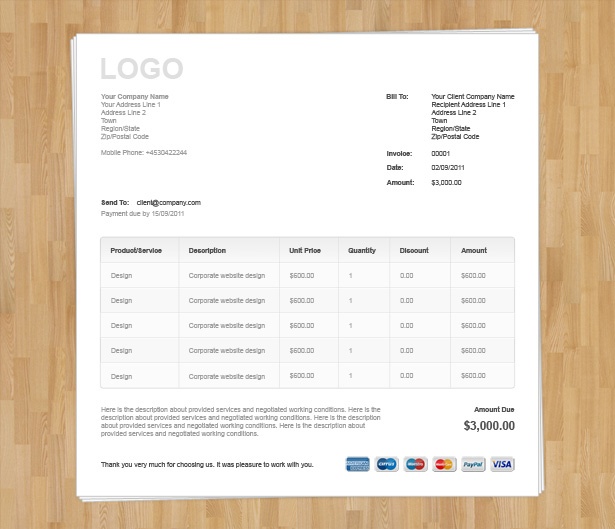 LOGO
Your Company Name
Your Address Line 1
Your Address Line 2
Town
Region/State
Zip/Postal Code
Mobile Phone: +4530422244
Bill To: Your Client Company Name
Recipient Address Line 1
Address Line 2
Town
Region/State
Zip/Postal Code
Invoice: 00001
Date: 02/09/2011
Amount: $3,000.00
Send To: client@company.com
Payment due by 15/09/2011
Product/Service Description Unit Price Quantity Discount Amount
Design Corporate website design $600.00 1 0.00 $600.00
Design Corporate website design $600.00 1 0.00 $600.00
Design Corporate website design $600.00 1 0.00 $600.00
Design Corporate website design $600.00 1 0.00 $600.00
Design Corporate website design $600.00 1 0.00 $600.00
Here is the description about provided services and negotiated working conditions. Here is the
description about provided services and negotiated working conditions. Here is the description
about provided services and negotiated working conditions. Here is the description about
provided services and negotiated working conditions.
Amount Due
$3,000.00
Thank you very much for choosing us. It was pleasure to work with you.
Cirrus Maestro MasterCard PayPal VISA